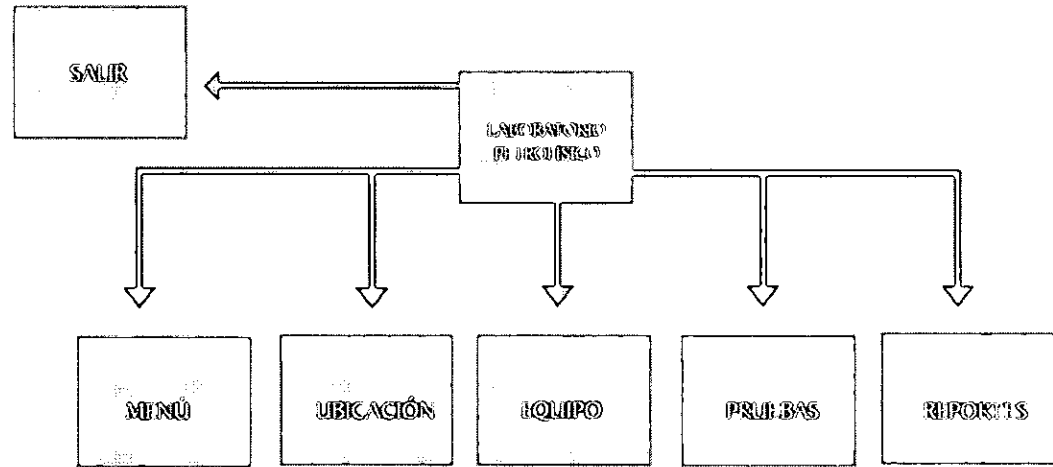 SALIR
LABORATORIO
MENÚ
UBICACIÓN
EQUIPO
PRUEBAS
REPORTES